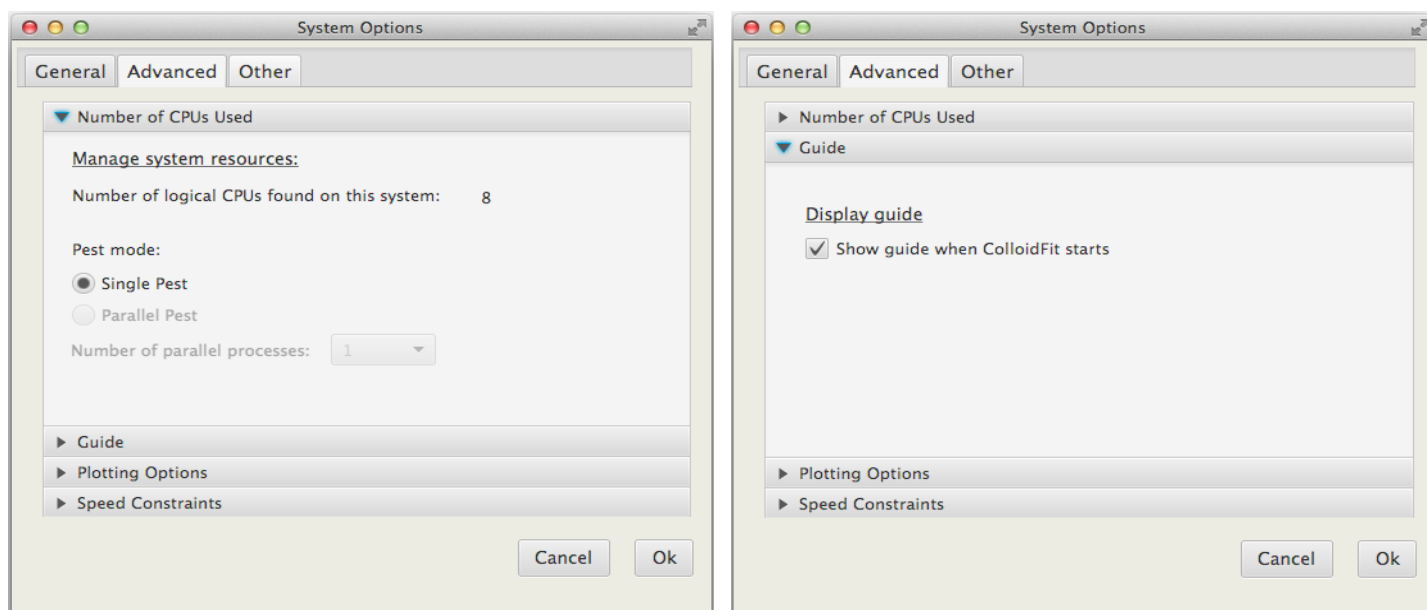 System Options
General Advanced Other
Number of CPUs Used
Manage system resources:
Number of logical CPUs found on this system: 8
Pest mode:
Single Pest
Parallel Pest
Number of parallel processes: 1
Guide
Plotting Options
Speed Constraints
Cancel Ok
System Options
General Advanced Other
Number of CPUs Used
Guide
Display guide
Show guide when ColloidFit starts
Plotting Options
Speed Constraints
Cancel Ok